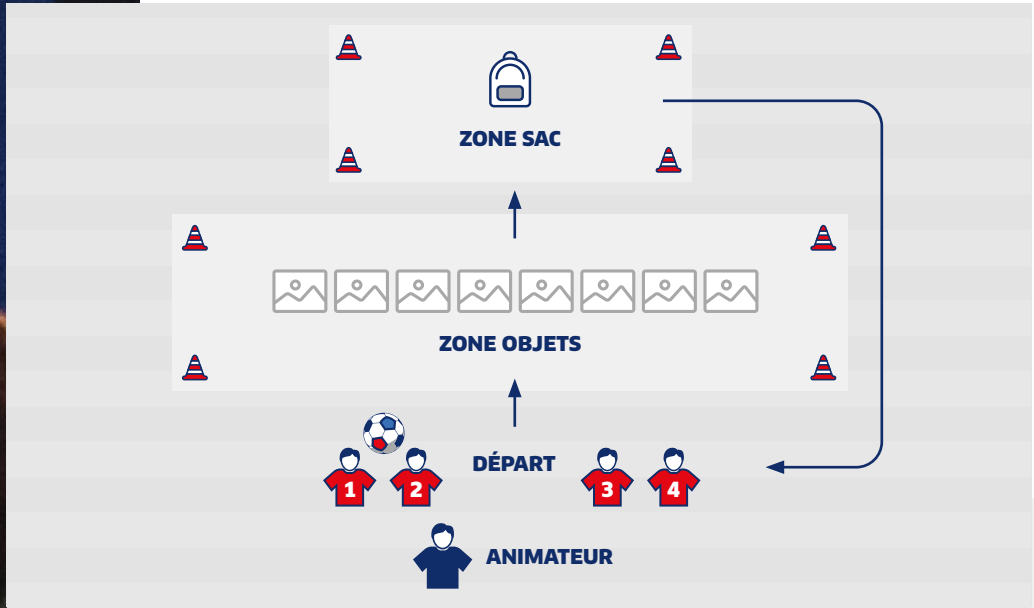 ZONE SAC
ZONE OBJETS
DÉPART
1 2 3 4
ANIMATEUR